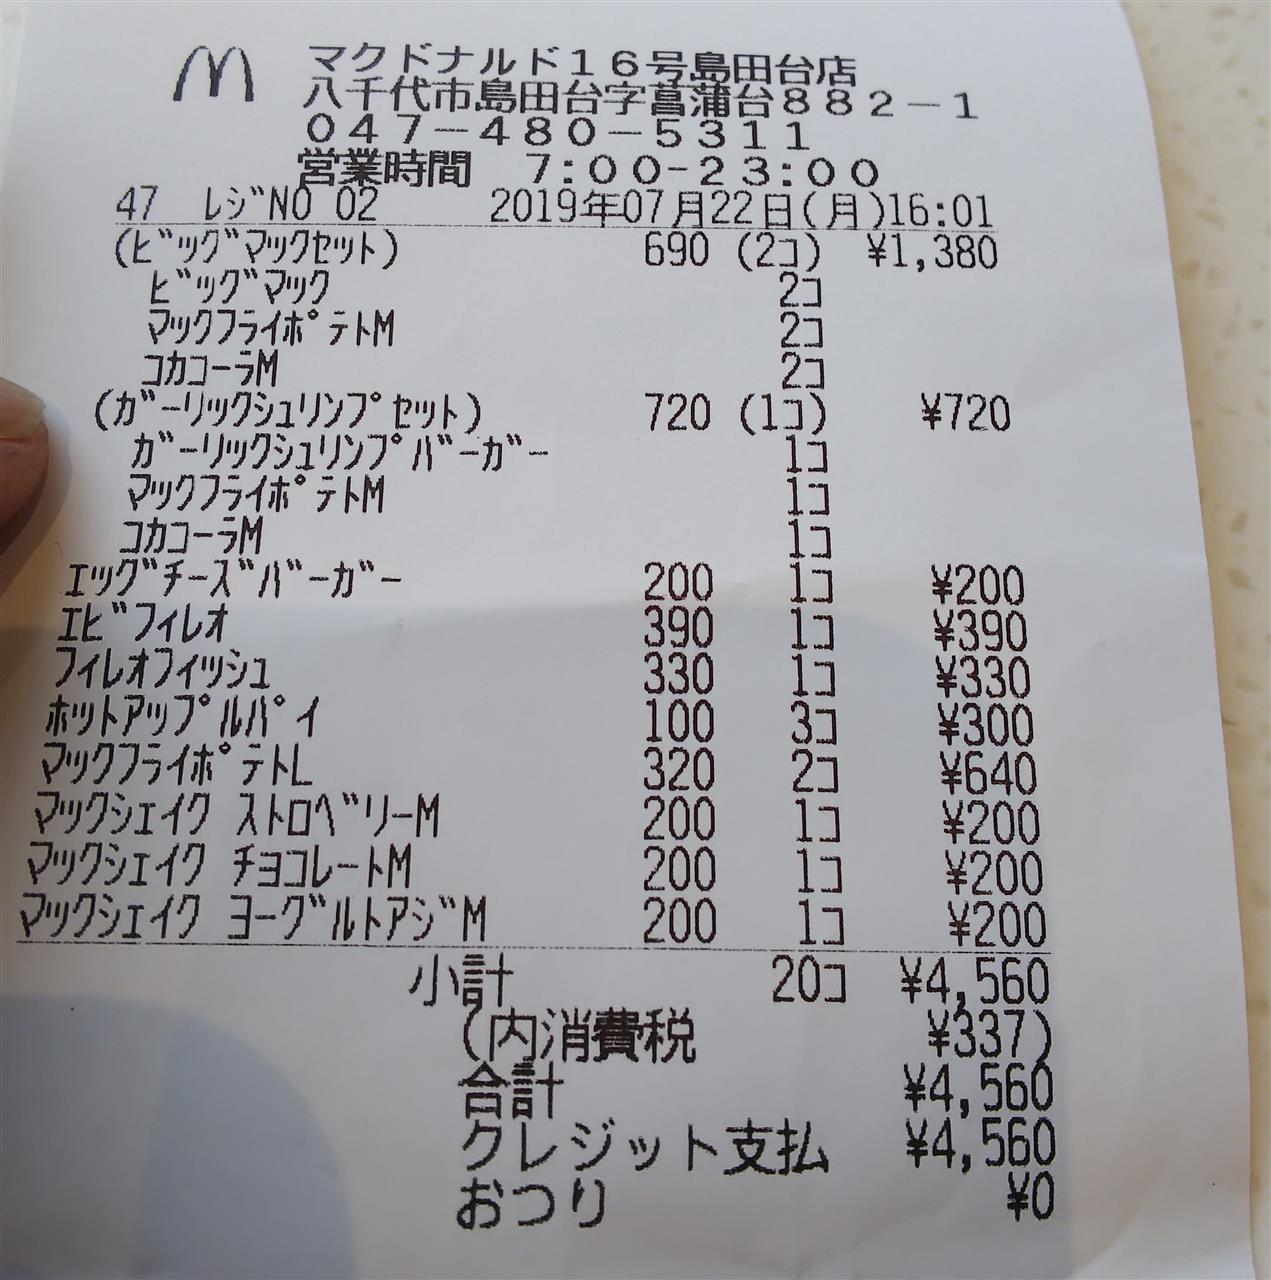 マクドナルド16号島田台店
八千代市島田台字菖蒲台882-1
047-480-5311
営業時間 7:00-23:00
47 ﾚｼﾞNO 02 2019年07月22日(月)16:01
(ﾋﾞｯｸﾞﾏｯｸｾｯﾄ) 690 (2ｺ) ¥1,380
ﾋﾞｯｸﾞﾏｯｸ 2ｺ
ﾏｯｸﾌﾗｲﾎﾟﾃﾄM 2ｺ
ｺｶｺｰﾗM 2ｺ
(ｶﾞｰﾘｯｸｼｭﾘﾝﾌﾟｾｯﾄ) 720 (1ｺ) ¥720
ｶﾞｰﾘｯｸｼｭﾘﾝﾌﾟﾊﾞｰｶﾞｰ 1ｺ
ﾏｯｸﾌﾗｲﾎﾟﾃﾄM 1ｺ
ｺｶｺｰﾗM 1ｺ
ｴｯｸﾞﾁｰｽﾞﾊﾞｰｶﾞｰ 200 1ｺ ¥200
ｴﾋﾞﾌｨﾚｵ 390 1ｺ ¥390
ﾌｨﾚｵﾌｨｯｼｭ 330 1ｺ ¥330
ﾎｯﾄｱｯﾌﾟﾙﾊﾟｲ 100 3ｺ ¥300
ﾏｯｸﾌﾗｲﾎﾟﾃﾄL 320 2ｺ ¥640
ﾏｯｸｼｪｲｸ ｽﾄﾛﾍﾞﾘｰM 200 1ｺ ¥200
ﾏｯｸｼｪｲｸ ﾁｮｺﾚｰﾄM 200 1ｺ ¥200
ﾏｯｸｼｪｲｸ ﾖｰｸﾞﾙﾄｱｼﾞM 200 1ｺ ¥200
小計 20ｺ ¥4,560
(内消費税 ¥337)
合計 ¥4,560
クレジット支払 ¥4,560
おつり ¥0